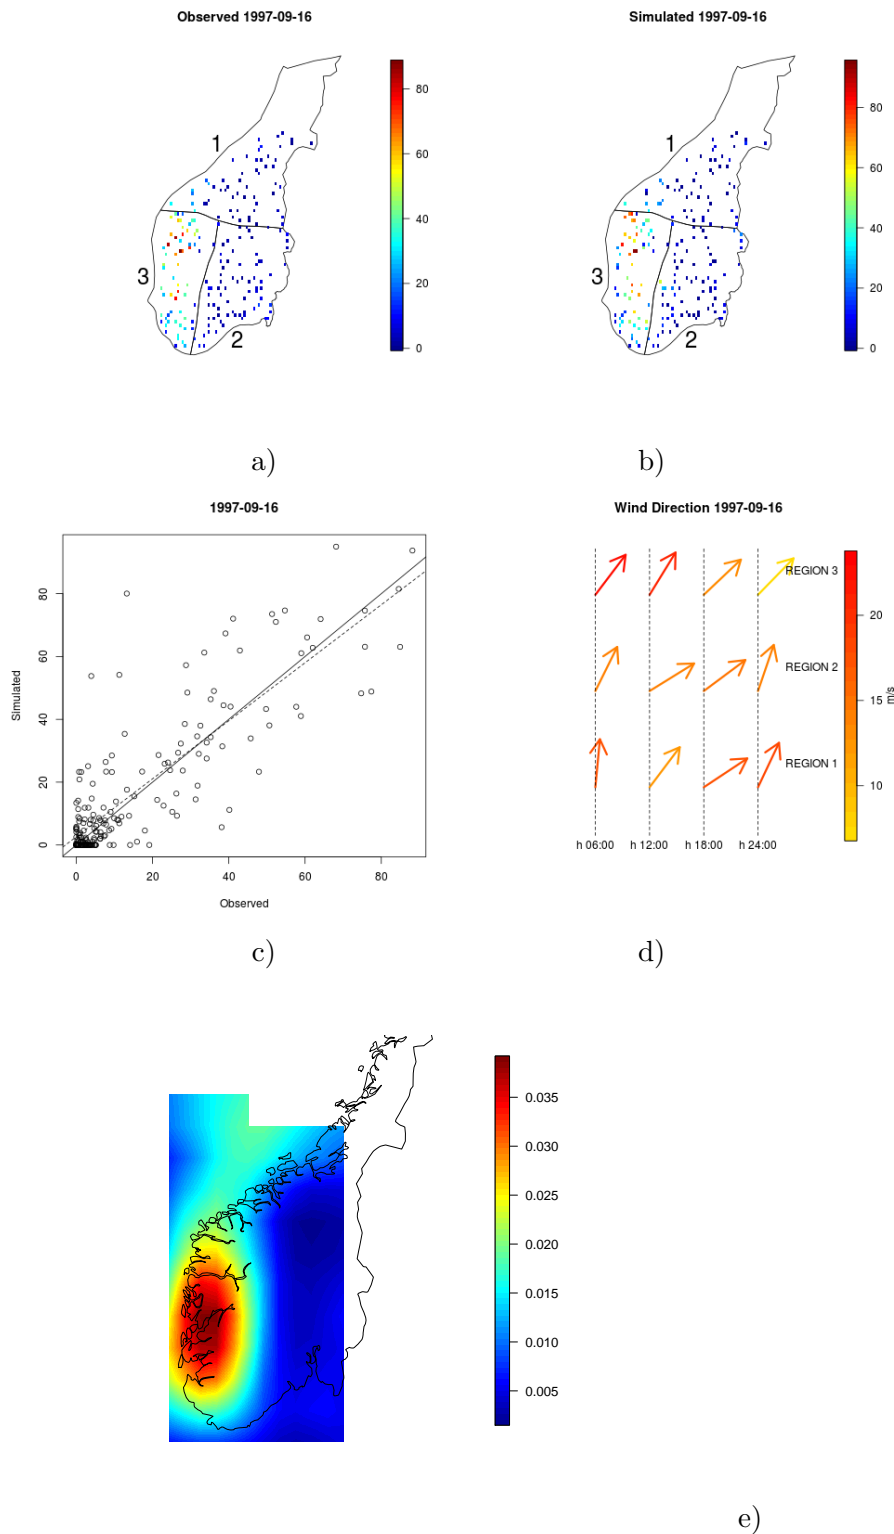 Observed 1997-09-16
1
3
2
80
60
40
20
0
Simulated 1997-09-16
1
3
2
80
60
40
20
0
a)
b)
1997-09-16
Simulated
80
60
40
20
0
0 20 40 60 80
Observed
Wind Direction 1997-09-16
REGION 3
REGION 2
REGION 1
h 06:00 h 12:00 h 18:00 h 24:00
20
15
10
m/s
c)
d)
0.035
0.030
0.025
0.020
0.015
0.010
0.005
e)